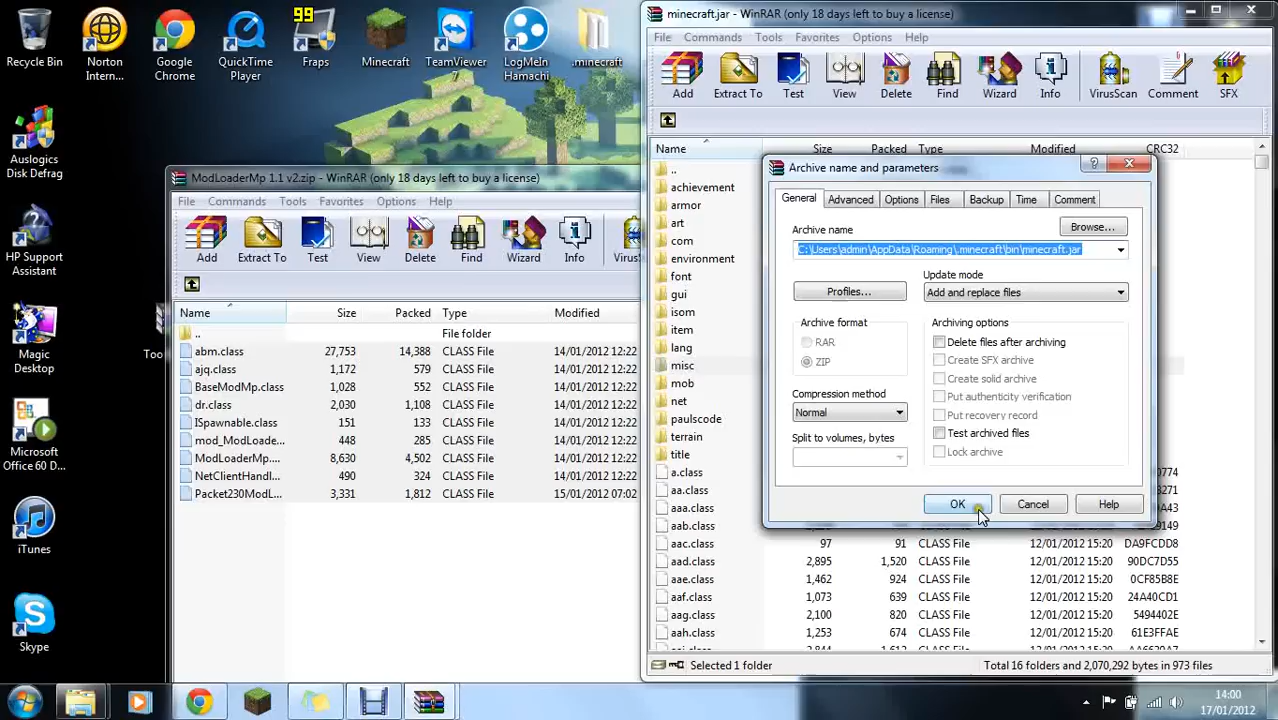 Recycle Bin
Norton
Intern...
Google
Chrome
QuickTime
Player
99
Fraps
Minecraft
TeamViewer
7
LogMeIn
Hamachi
.minecraft
Auslogics
Disk Defrag
HP Support
Assistant
Magic
Desktop
Microsoft
Office 60 D...
iTunes
Skype
Too
ModLoaderMp 1.1 v2.zip - WinRAR (only 18 days left to buy a license)
File Commands Tools Favorites Options Help
Add Extract To Test View Delete Find Wizard Info VirusS
Name Size Packed Type Modified
.. File folder
abm.class 27,753 14,388 CLASS File 14/01/2012 12:22
ajq.class 1,172 579 CLASS File 14/01/2012 12:22
BaseModMp.class 1,028 552 CLASS File 14/01/2012 12:22
dr.class 2,030 1,108 CLASS File 14/01/2012 12:22
ISpawnable.class 151 133 CLASS File 14/01/2012 12:22
mod_ModLoade... 448 285 CLASS File 14/01/2012 12:22
ModLoaderMp.... 8,630 4,502 CLASS File 14/01/2012 12:22
NetClientHandl... 490 324 CLASS File 14/01/2012 12:22
Packet230ModL... 3,331 1,812 CLASS File 15/01/2012 07:02
minecraft.jar - WinRAR (only 18 days left to buy a license)
File Commands Tools Favorites Options Help
Add Extract To Test View Delete Find Wizard Info VirusScan Comment SFX
Name Size Packed Type Modified CRC32
..
achievement
armor
art
com
environment
font
gui
isom
item
lang
misc
mob
net
paulscode
terrain
title
a.class 0774
aa.class 8271
aaa.class DA43
aab.class 9149
aac.class 97 91 CLASS File 12/01/2012 15:20 DA9FCDD8
aad.class 2,895 1,520 CLASS File 12/01/2012 15:20 90DC7D55
aae.class 1,462 924 CLASS File 12/01/2012 15:20 0CF85B8E
aaf.class 1,073 639 CLASS File 12/01/2012 15:20 24A40CD1
aag.class 2,100 820 CLASS File 12/01/2012 15:20 5494402E
aah.class 1,253 674 CLASS File 12/01/2012 15:20 61E3FFAF
Selected 1 folder Total 16 folders and 2,070,292 bytes in 973 files
Archive name and parameters
General Advanced Options Files Backup Time Comment
Archive name
Browse...
C:\Users\admin\AppData\Roaming\.minecraft\bin\minecraft.jar
Profiles...
Update mode
Add and replace files
Archive format
RAR
ZIP
Compression method
Normal
Split to volumes, bytes
Archiving options
Delete files after archiving
Create SFX archive
Create solid archive
Put authenticity verification
Put recovery record
Test archived files
Lock archive
OK Cancel Help
14:00
17/01/2012